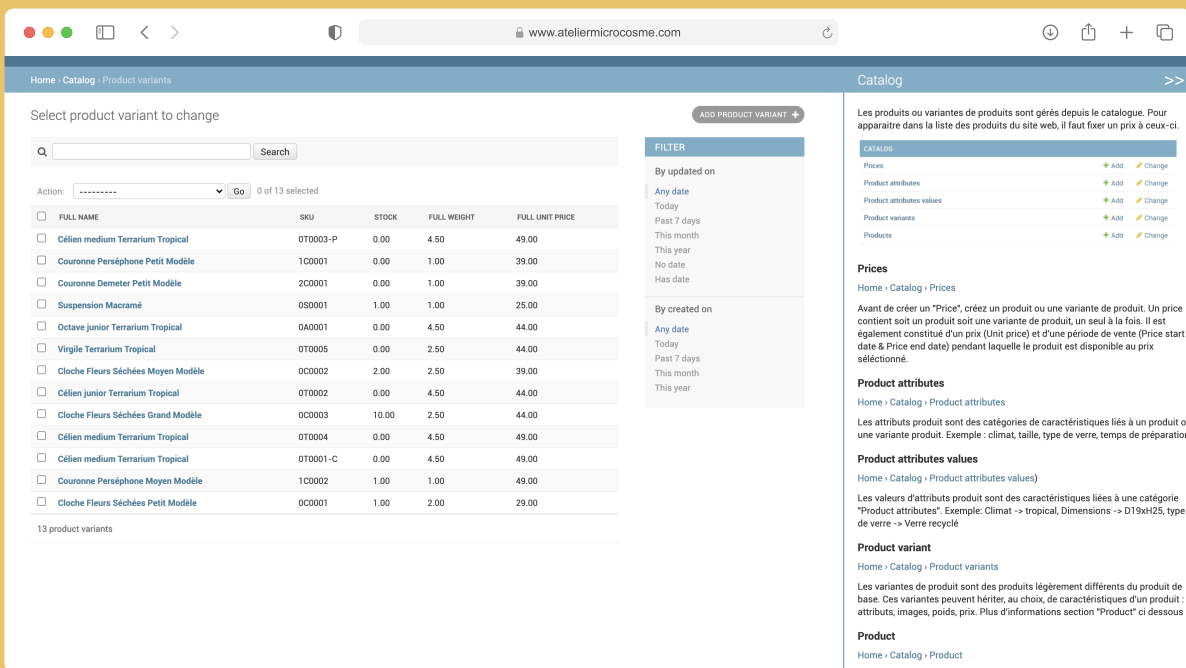 www.ateliermicrocosme.com
Home › Catalog › Product variants
Select product variant to change
ADD PRODUCT VARIANT +
Search
Action: --------- Go 0 of 13 selected
FULL NAME SKU STOCK FULL WEIGHT FULL UNIT PRICE
Célien medium Terrarium Tropical 0T0003-P 0.00 4.50 49.00
Couronne Perséphone Petit Modèle 1C0001 0.00 1.00 39.00
Couronne Demeter Petit Modèle 2C0001 0.00 1.00 39.00
Suspension Macramé 0S0001 1.00 1.00 25.00
Octave junior Terrarium Tropical 0A0001 0.00 4.50 44.00
Virgile Terrarium Tropical 0T0005 0.00 2.50 44.00
Cloche Fleurs Séchées Moyen Modèle 0C0002 2.00 2.50 39.00
Célien junior Terrarium Tropical 0T0002 0.00 4.50 44.00
Cloche Fleurs Séchées Grand Modèle 0C0003 10.00 2.50 44.00
Célien medium Terrarium Tropical 0T0004 0.00 4.50 49.00
Célien medium Terrarium Tropical 0T0001-C 0.00 4.50 49.00
Couronne Perséphone Moyen Modèle 1C0002 1.00 1.00 49.00
Cloche Fleurs Séchées Petit Modèle 0C0001 1.00 2.00 29.00
13 product variants
FILTER
By updated on
Any date
Today
Past 7 days
This month
This year
No date
Has date
By created on
Any date
Today
Past 7 days
This month
This year
Catalog >>
Les produits ou variantes de produits sont gérés depuis le catalogue. Pour
apparaitre dans la liste des produits du site web, il faut fixer un prix à ceux-ci.
CATALOG
Prices + Add Change
Product attributes + Add Change
Product attributes values + Add Change
Product variants + Add Change
Products + Add Change
Prices
Home › Catalog › Prices
Avant de créer un "Price", créez un produit ou une variante de produit. Un price
contient soit un produit soit une variante de produit, un seul à la fois. Il est
également constitué d'un prix (Unit price) et d'une période de vente (Price start
date & Price end date) pendant laquelle le produit est disponible au prix
séléctionné.
Product attributes
Home › Catalog › Product attributes
Les attributs produit sont des catégories de caractéristiques liés à un produit o
une variante produit. Exemple : climat, taille, type de verre, temps de préparation
Product attributes values
Home › Catalog › Product attributes values)
Les valeurs d'attributs produit sont des caractéristiques liées à une catégorie
"Product attributes". Exemple: Climat -> tropical, Dimensions -> D19xH25, type
de verre -> Verre recyclé
Product variant
Home › Catalog › Product variants
Les variantes de produit sont des produits légèrement différents du produit de
base. Ces variantes peuvent hériter, au choix, de caractéristiques d'un produit :
attributs, images, poids, prix. Plus d'informations section "Product" ci dessous
Product
Home › Catalog › Product